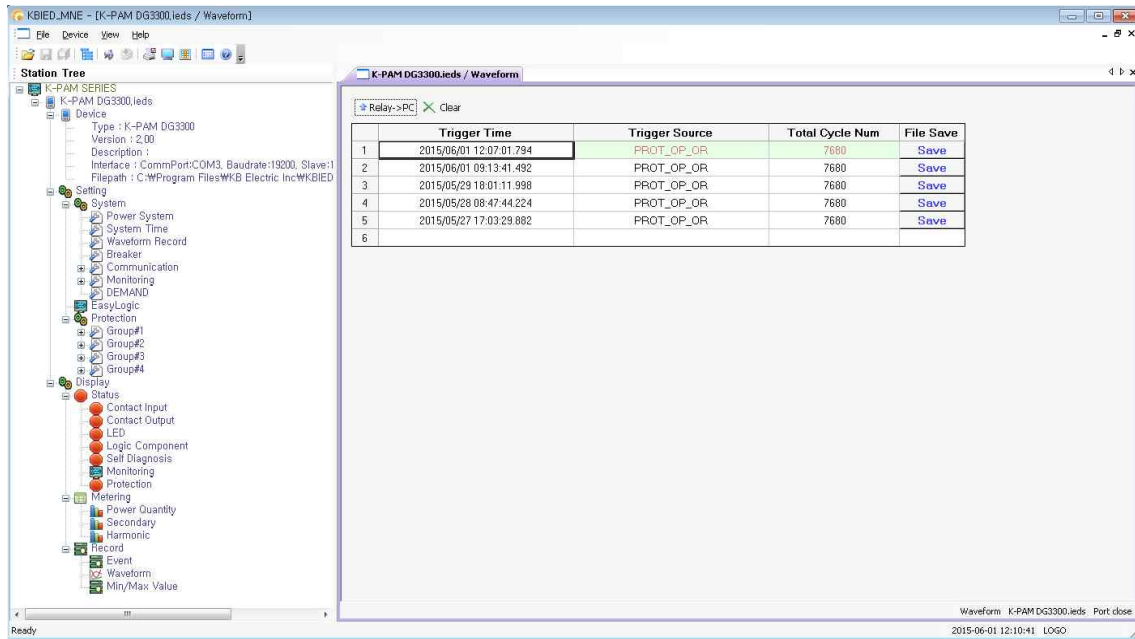 KBIED_MNE - [K-PAM DG3300,ieds / Waveform]
File Device View Help
Station Tree
K-PAM DG3300.ieds / Waveform
K-PAM SERIES
K-PAM DG3300,ieds
Device
Type : K-PAM DG3300
Version : 2,00
Description :
Interface : CommPort:COM3, Baudrate:19200, Slave:1
Filepath : C:₩Program Files₩KB Electric Inc₩KBIED
Setting
System
Power System
System Time
Waveform Record
Breaker
Communication
Monitoring
DEMAND
EasyLogic
Protection
Group#1
Group#2
Group#3
Group#4
Display
Status
Contact Input
Contact Output
LED
Logic Component
Self Diagnosis
Monitoring
Protection
Metering
Power Quantity
Secondary
Harmonic
Record
Event
Waveform
Min/Max Value
Relay->PC Clear
Trigger Time Trigger Source Total Cycle Num File Save
1 2015/06/01 12:07:01.794 PROT_OP_OR 7680 Save
2 2015/06/01 09:13:41.492 PROT_OP_OR 7680 Save
3 2015/05/29 18:01:11.998 PROT_OP_OR 7680 Save
4 2015/05/28 08:47:44.224 PROT_OP_OR 7680 Save
5 2015/05/27 17:03:29.882 PROT_OP_OR 7680 Save
6
Waveform K-PAM DG3300.ieds Port close
Ready 2015-06-01 12:10:41 LOGO